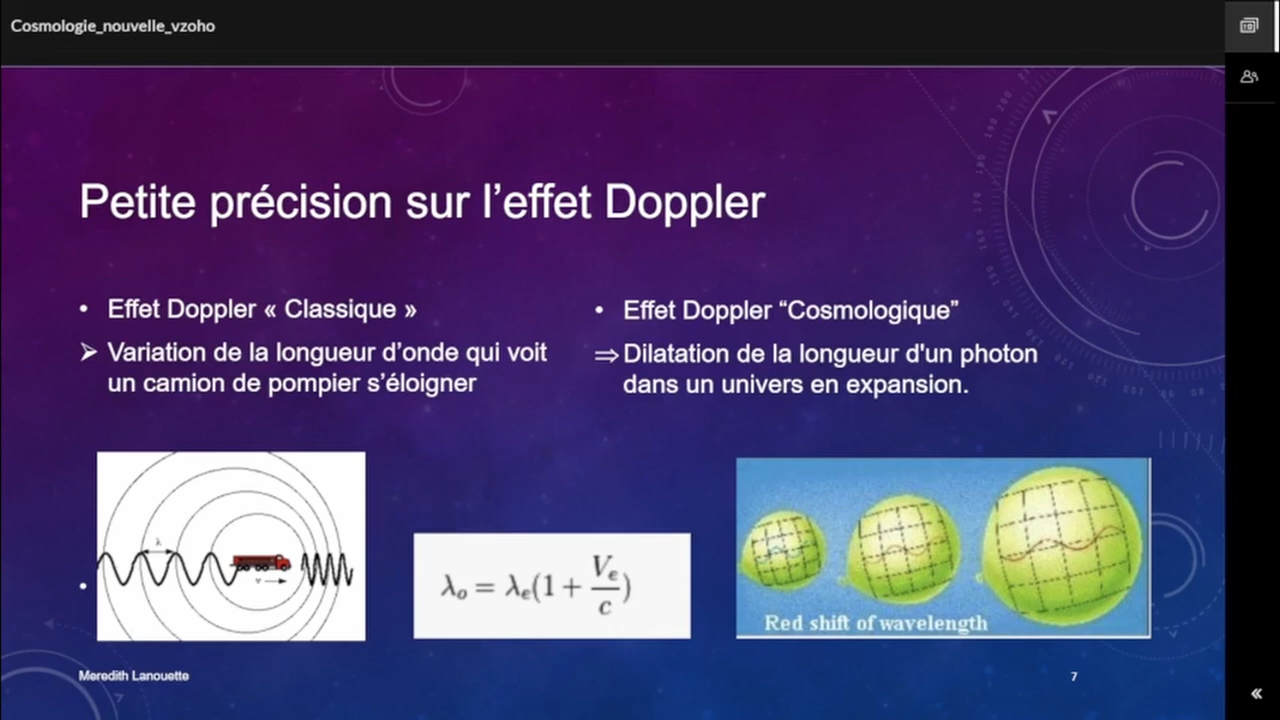 Cosmologie_nouvelle_vzoho
Petite précision sur l’effet Doppler
• Effet Doppler « Classique »
➢ Variation de la longueur d’onde qui voit
un camion de pompier s’éloigner
• Effet Doppler “Cosmologique”
⇒ Dilatation de la longueur d'un photon
dans un univers en expansion.
λ
v
•
λₒ = λₑ(1 + Vₑ/c)
Red shift of wavelength
Meredith Lanouette
7